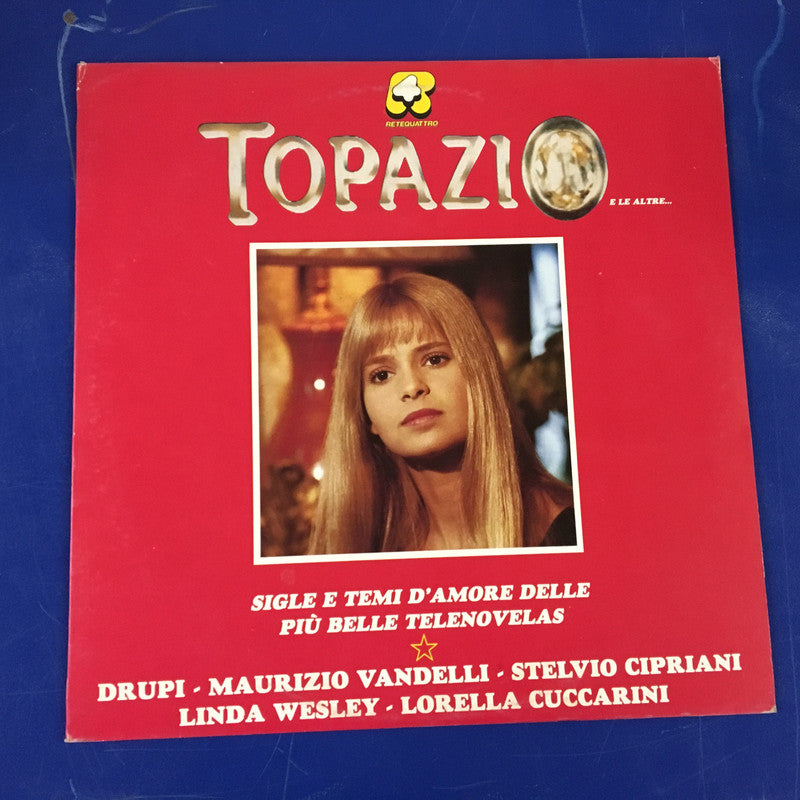 4
RETEQUATTRO
TOPAZIO
E LE ALTRE...
SIGLE E TEMI D'AMORE DELLE
PIÙ BELLE TELENOVELAS
DRUPI - MAURIZIO VANDELLI - STELVIO CIPRIANI
LINDA WESLEY - LORELLA CUCCARINI